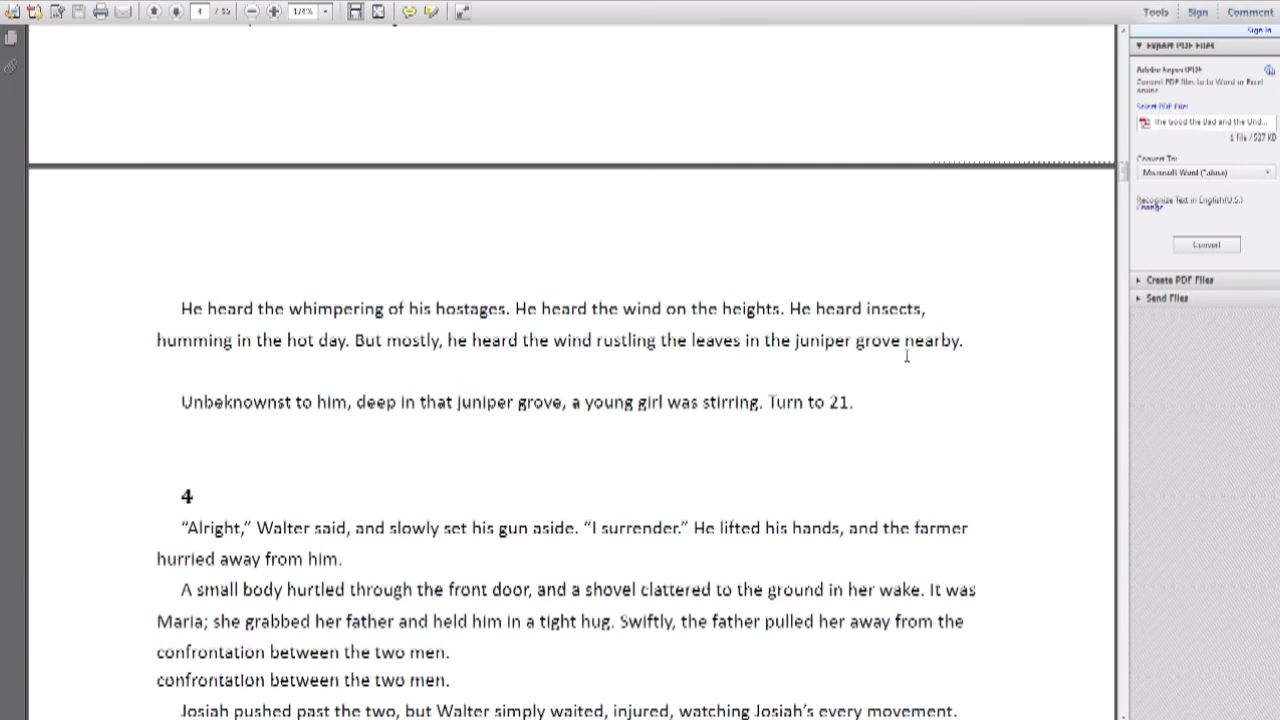 4 / 15
Tools
Sign
Comment
Sign In
Export PDF Files
Adobe ExportPDF
Convert PDF files to Word or Excel
online
Select PDF File:
The Good the Bad and the Und...
1 file / 527 KB
Convert To:
Microsoft Word (*.docx)
Recognize Text in English(U.S.)
Change
Convert
Create PDF Files
Send Files
He heard the whimpering of his hostages. He heard the wind on the heights. He heard insects,
humming in the hot day. But mostly, he heard the wind rustling the leaves in the juniper grove nearby.
Unbeknownst to him, deep in that juniper grove, a young girl was stirring. Turn to 21.
4
“Alright,” Walter said, and slowly set his gun aside. “I surrender.” He lifted his hands, and the farmer
hurried away from him.
A small body hurtled through the front door, and a shovel clattered to the ground in her wake. It was
Maria; she grabbed her father and held him in a tight hug. Swiftly, the father pulled her away from the
confrontation between the two men.
confrontation between the two men.
Josiah pushed past the two, but Walter simply waited, injured, watching Josiah’s every movement.